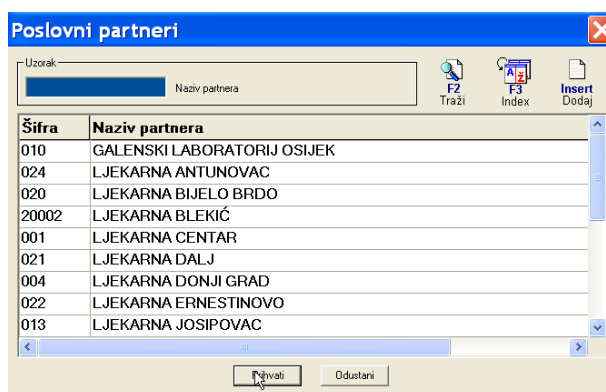 Poslovni partneri
Uzorak
Naziv partnera
F2
Traži
F3
Index
Insert
Dodaj
Šifra Naziv partnera
010 GALENSKI LABORATORIJ OSIJEK
024 LJEKARNA ANTUNOVAC
020 LJEKARNA BIJELO BRDO
20002 LJEKARNA BLEKIĆ
001 LJEKARNA CENTAR
021 LJEKARNA DALJ
004 LJEKARNA DONJI GRAD
022 LJEKARNA ERNESTINOVO
013 LJEKARNA JOSIPOVAC
Prihvati Odustani